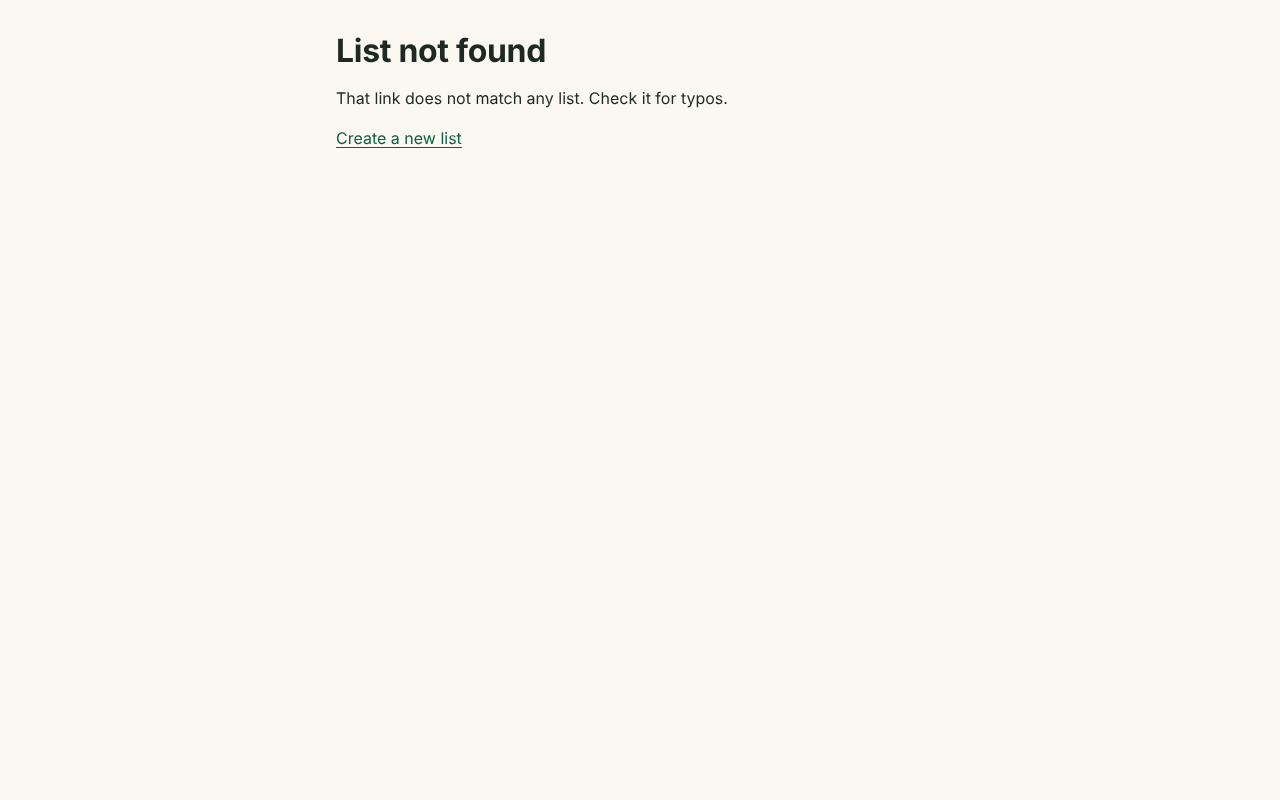 List not found
That link does not match any list. Check it for typos.
Create a new list